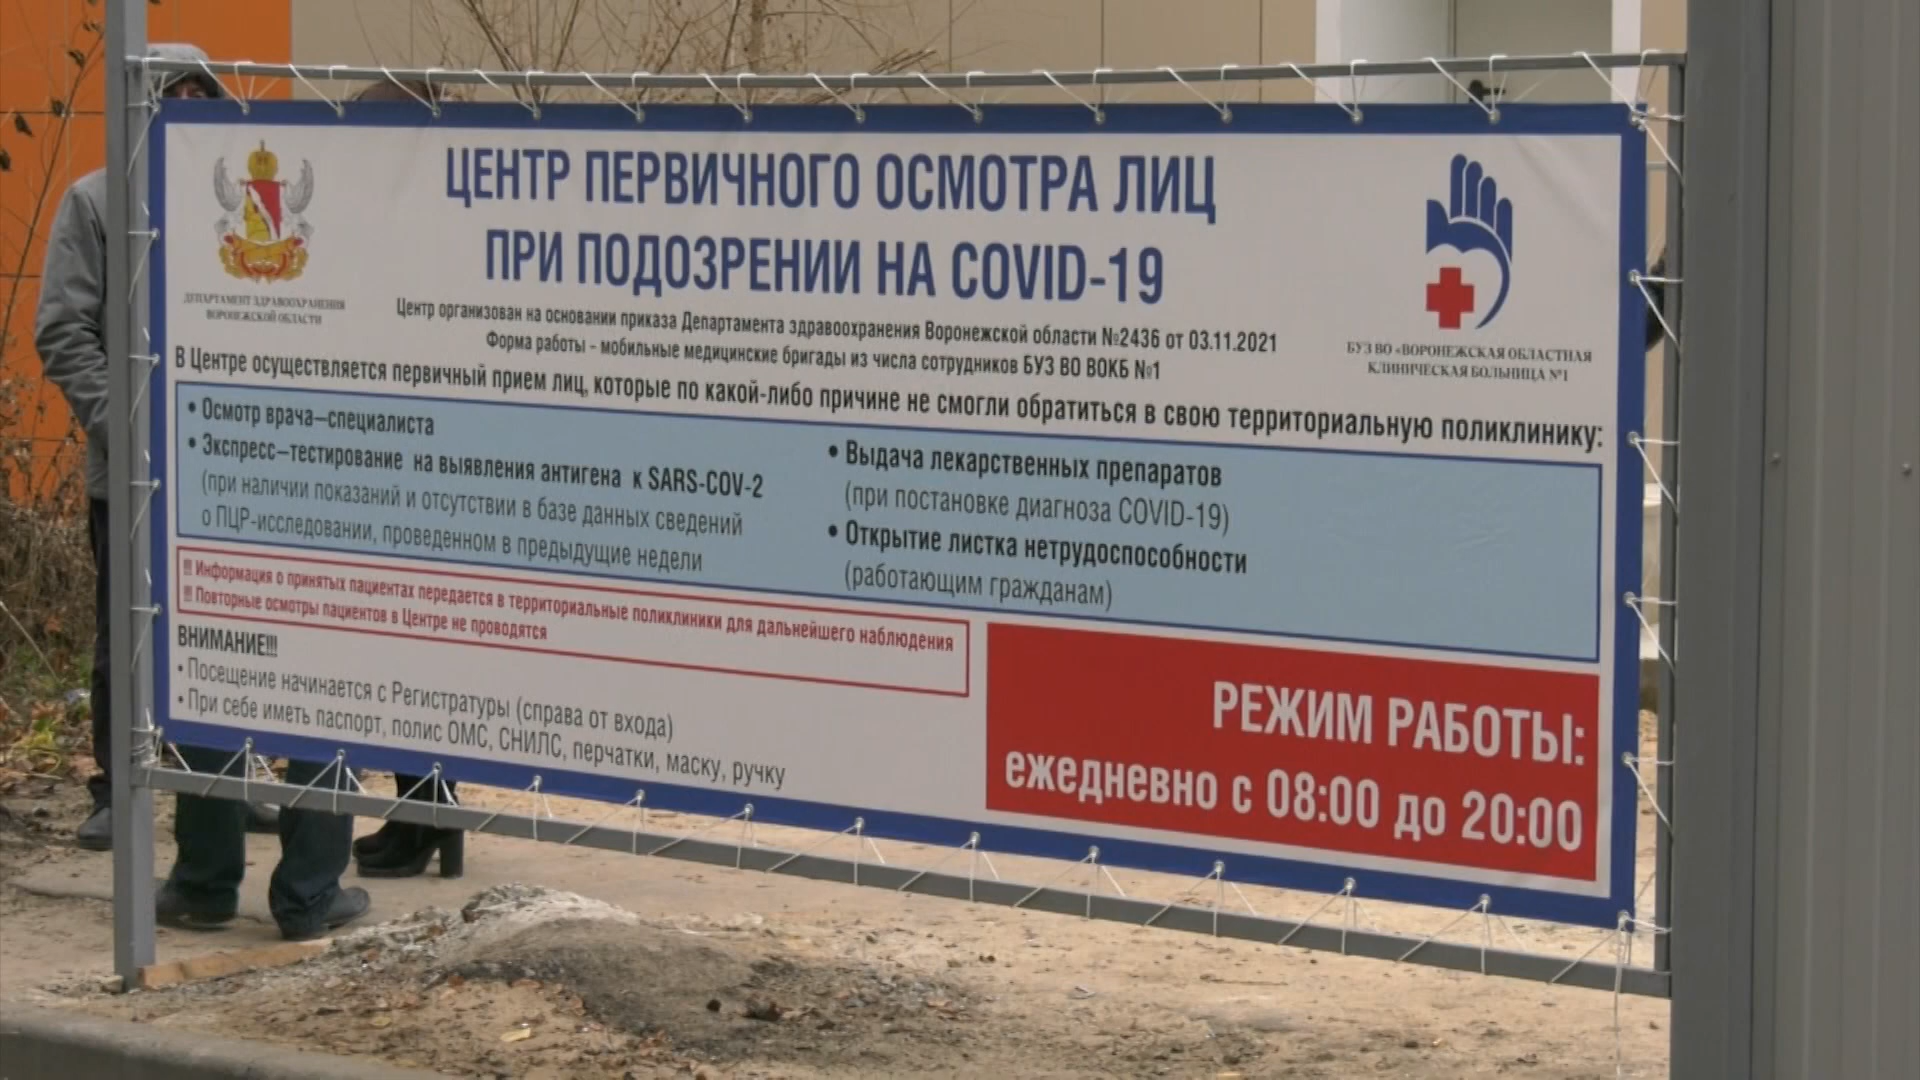 ЦЕНТР ПЕРВИЧНОГО ОСМОТРА ЛИЦ
ПРИ ПОДОЗРЕНИИ НА COVID-19
ДЕПАРТАМЕНТ ЗДРАВООХРАНЕНИЯ
ВОРОНЕЖСКОЙ ОБЛАСТИ
Центр организован на основании приказа Департамента здравоохранения Воронежской области №2436 от 03.11.2021
Форма работы - мобильные медицинские бригады из числа сотрудников БУЗ ВО ВОКБ №1
БУЗ ВО «ВОРОНЕЖСКАЯ ОБЛАСТНАЯ
КЛИНИЧЕСКАЯ БОЛЬНИЦА №1
В Центре осуществляется первичный прием лиц, которые по какой-либо причине не смогли обратиться в свою территориальную поликлинику:
• Осмотр врача–специалиста
• Экспресс–тестирование на выявления антигена к SARS-COV-2
(при наличии показаний и отсутствии в базе данных сведений
о ПЦР-исследовании, проведенном в предыдущие недели
• Выдача лекарственных препаратов
(при постановке диагноза COVID-19)
• Открытие листка нетрудоспособности
(работающим гражданам)
!!! Информация о принятых пациентах передается в территориальные поликлиники для дальнейшего наблюдения
!!! Повторные осмотры пациентов в Центре не проводятся
ВНИМАНИЕ!!!
• Посещение начинается с Регистратуры (справа от входа)
• При себе иметь паспорт, полис ОМС, СНИЛС, перчатки, маску, ручку
РЕЖИМ РАБОТЫ:
ежедневно с 08:00 до 20:00